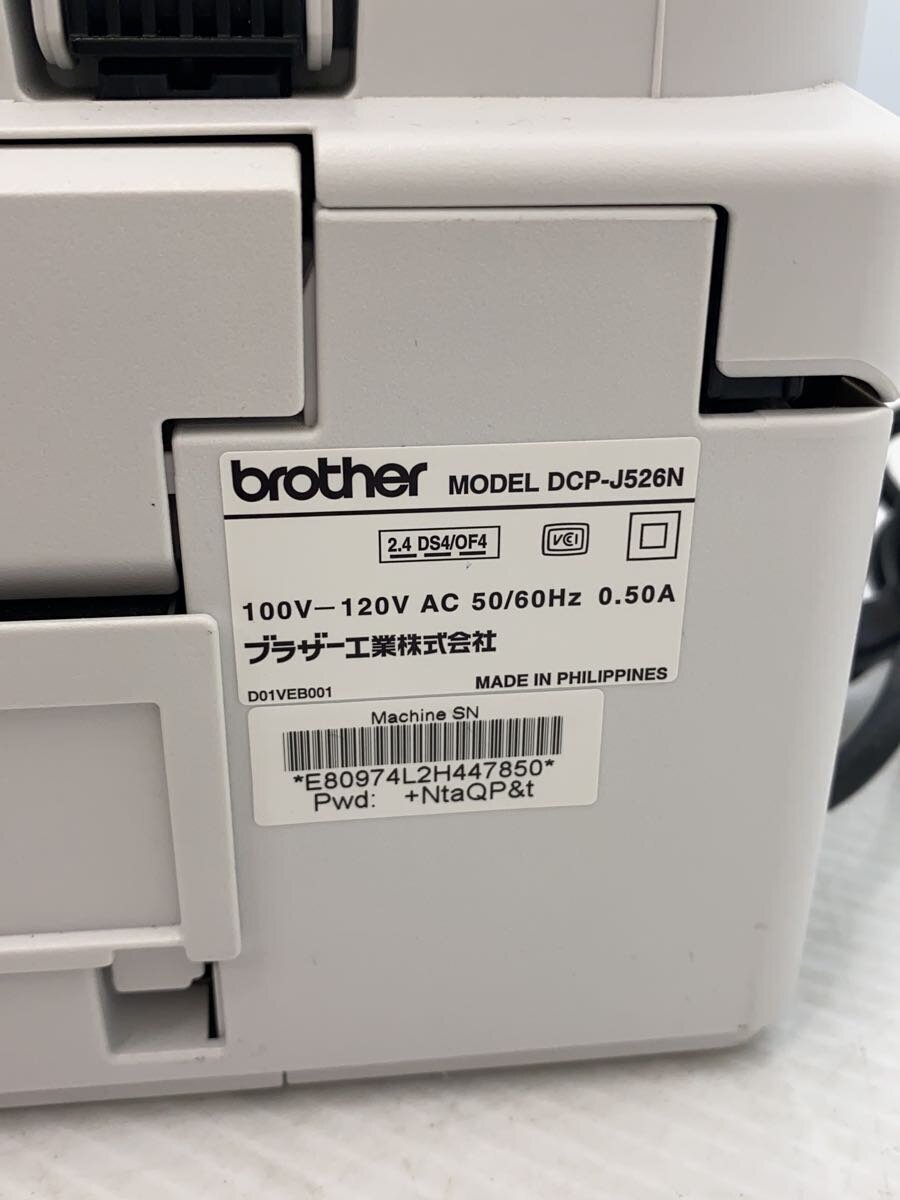 brother MODEL DCP-J526N
2.4 DS4/OF4 VCI
100V—120V AC 50/60Hz 0.50A
ブラザー工業株式会社
D01VEB001 MADE IN PHILIPPINES
Machine SN
*E80974L2H447850*
Pwd: +NtaQP&t